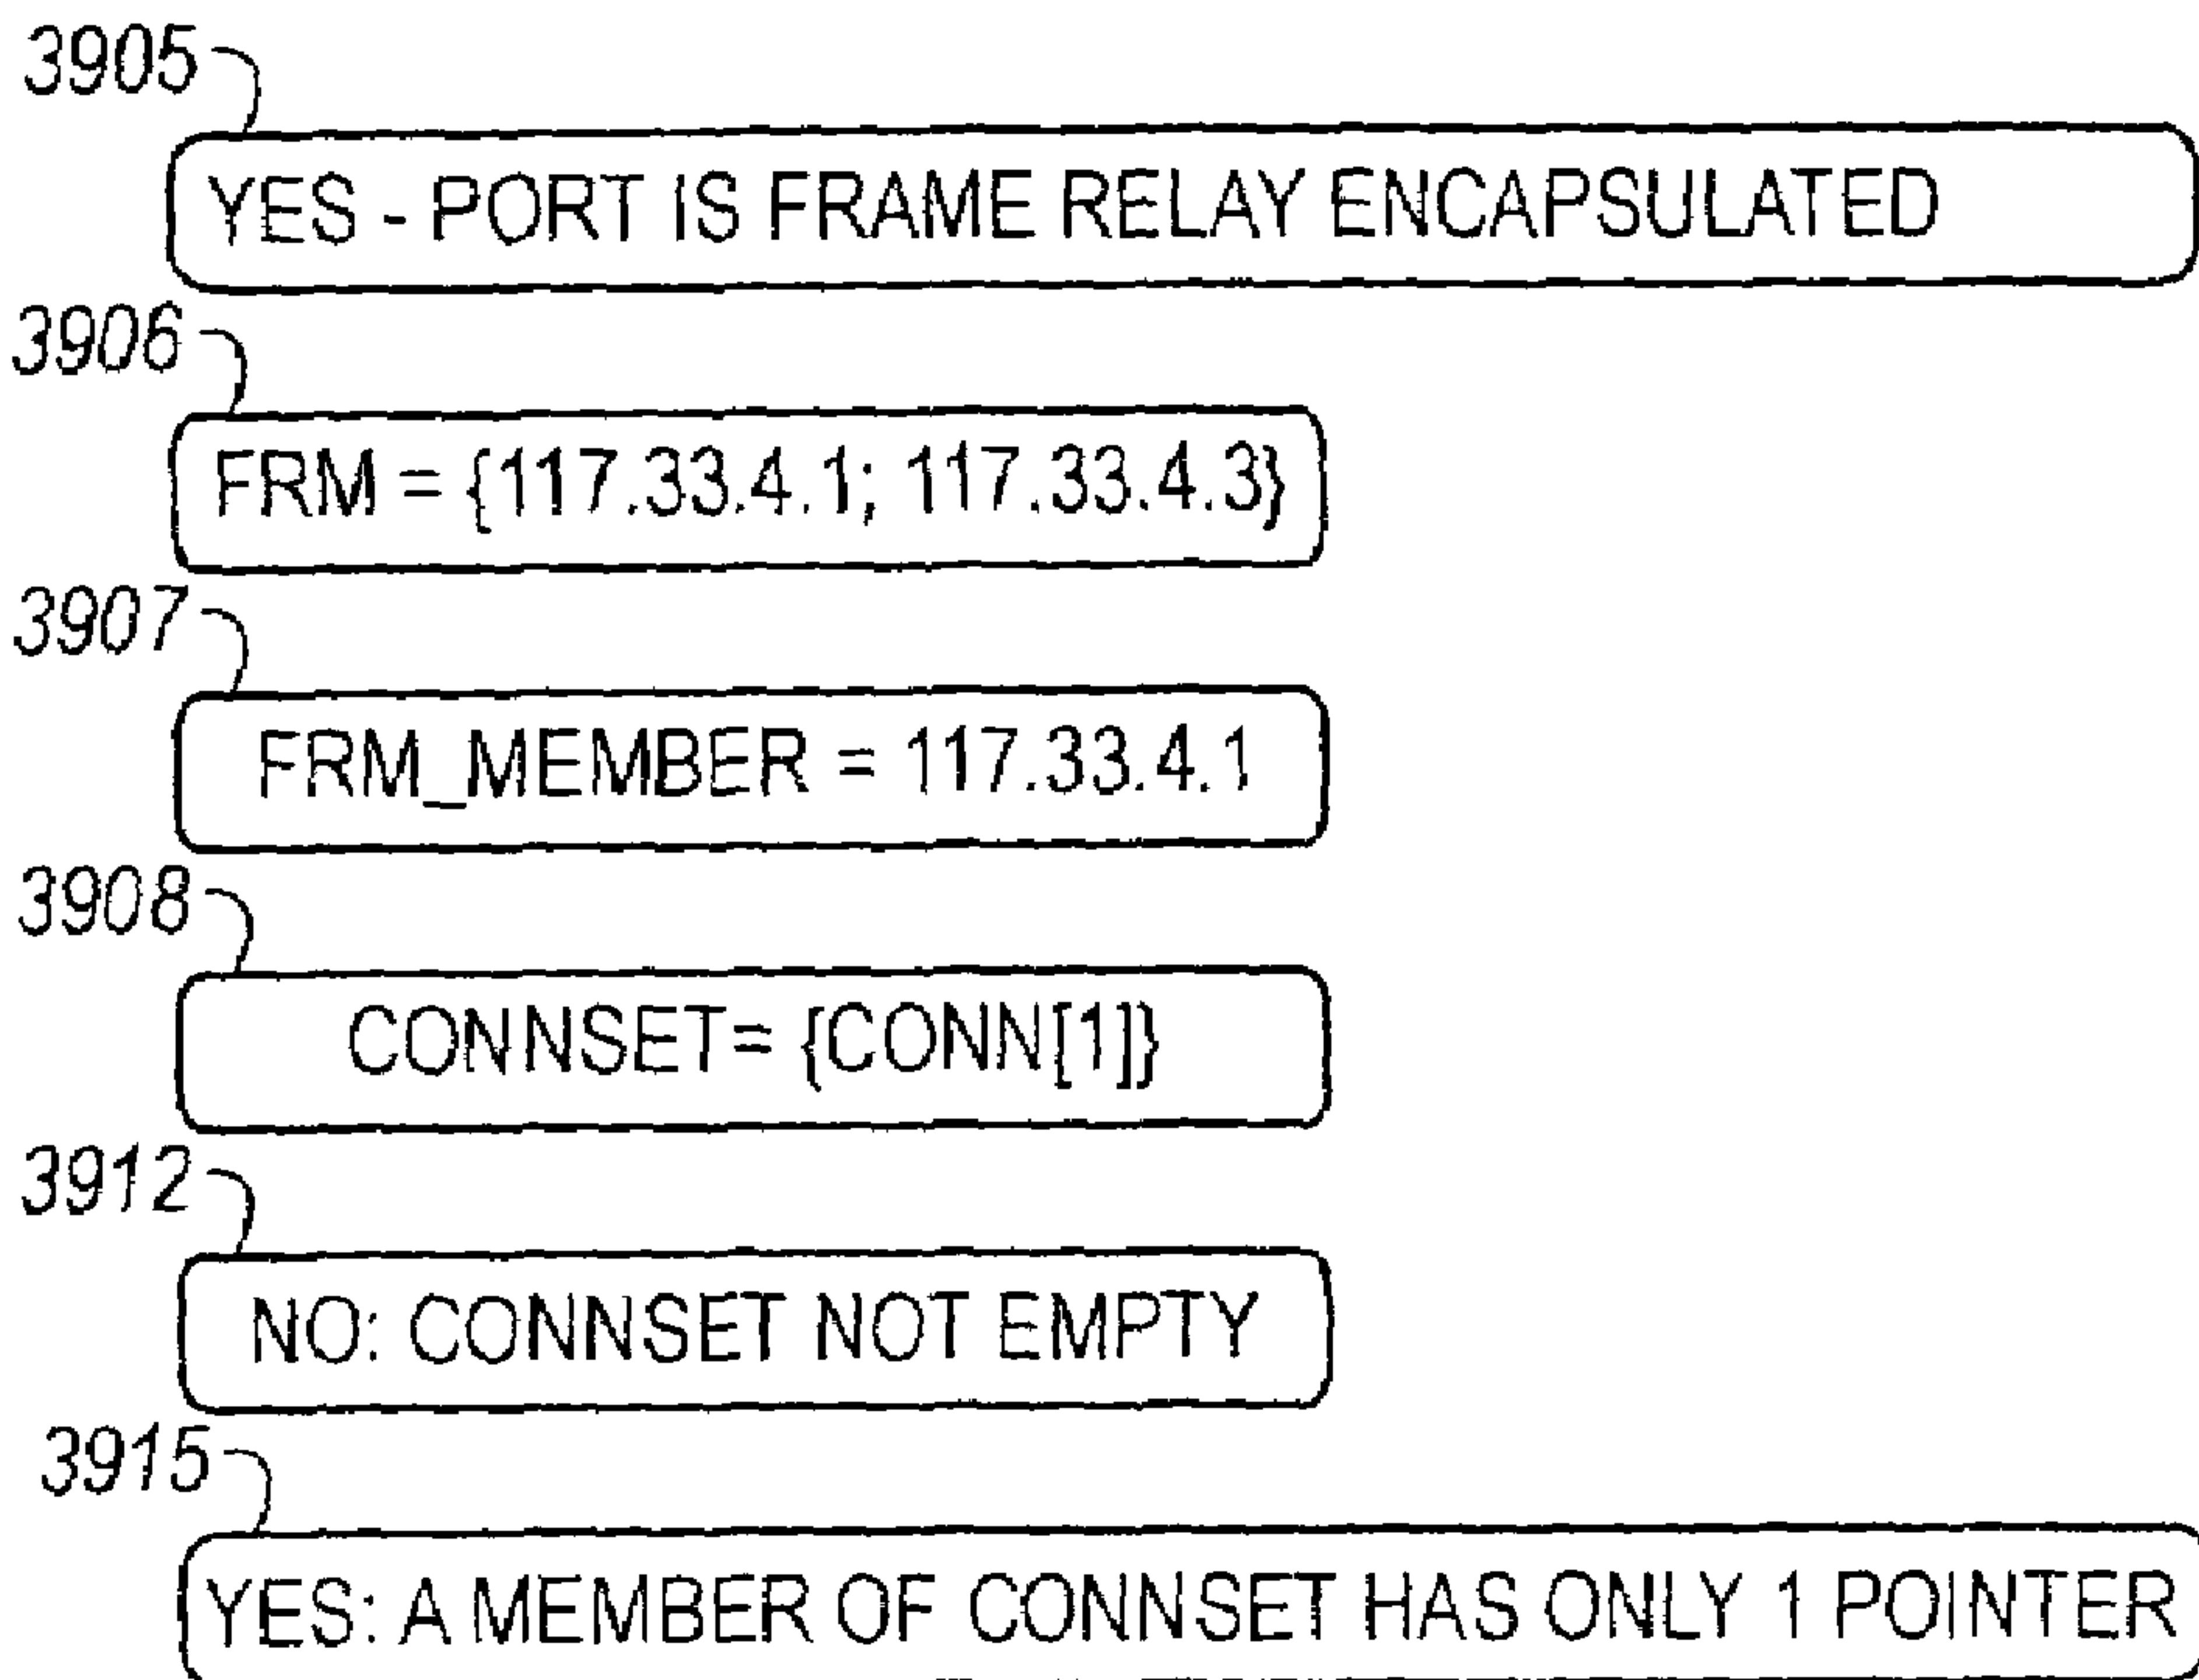 3905
YES - PORT IS FRAME RELAY ENCAPSULATED
3906
FRM = {117.33.4.1; 117.33.4.3}
3907
FRM_MEMBER = 117.33.4.1
3908
CONNSET= {CONN[1]}
3912
NO: CONNSET NOT EMPTY
3915
YES: A MEMBER OF CONNSET HAS ONLY 1 POINTER